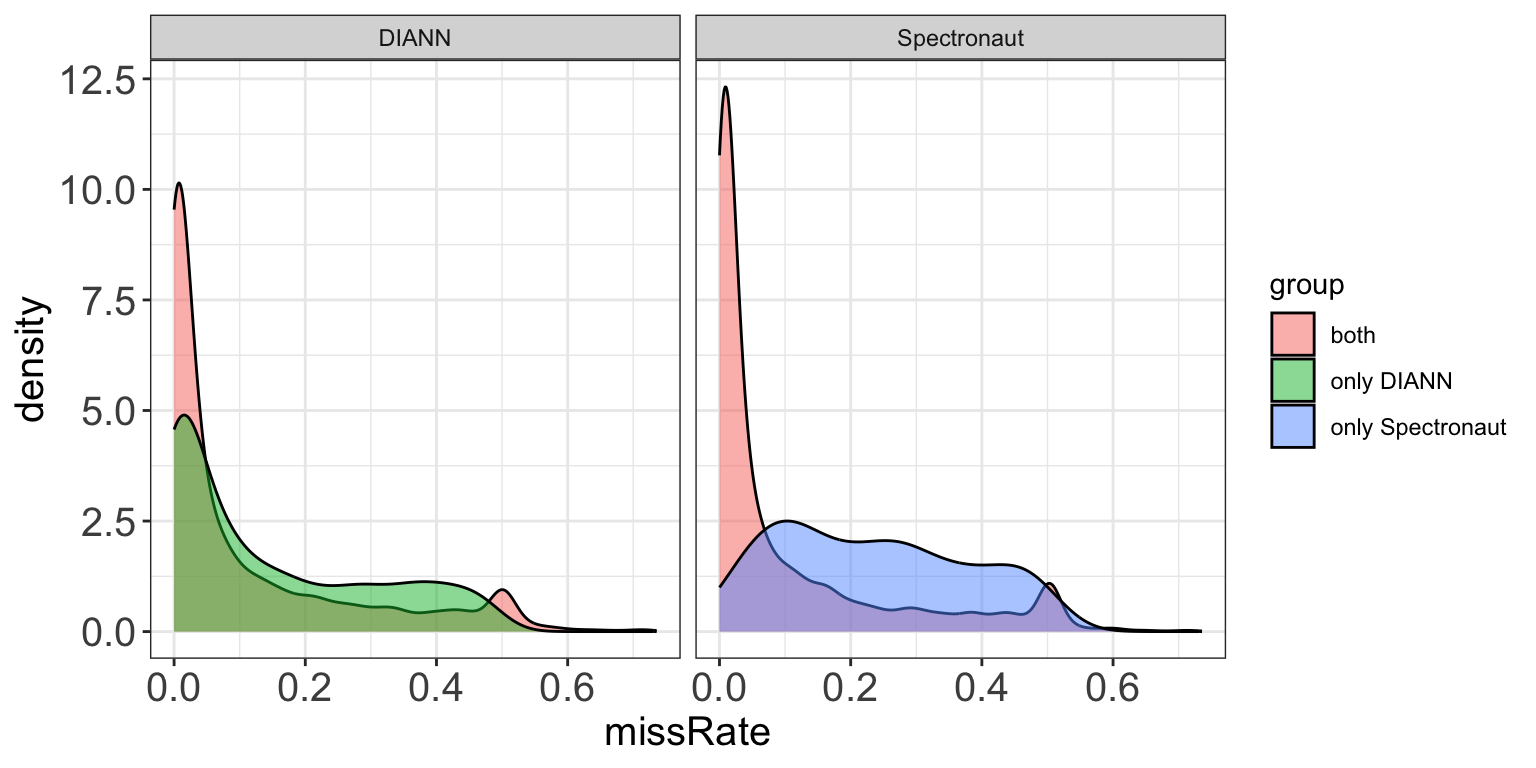 DIANN
Spectronaut
12.5
10.0
7.5
5.0
2.5
0.0
density
0.0 0.2 0.4 0.6
0.0 0.2 0.4 0.6
missRate
group
both
only DIANN
only Spectronaut